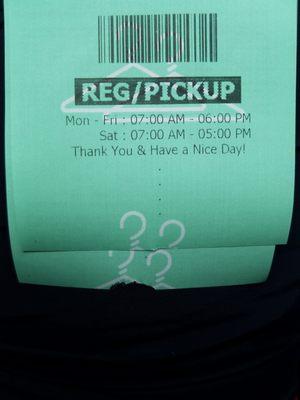 REG/PICKUP
Mon - Fri : 07:00 AM - 06:00 PM
Sat : 07:00 AM - 05:00 PM
Thank You & Have a Nice Day!